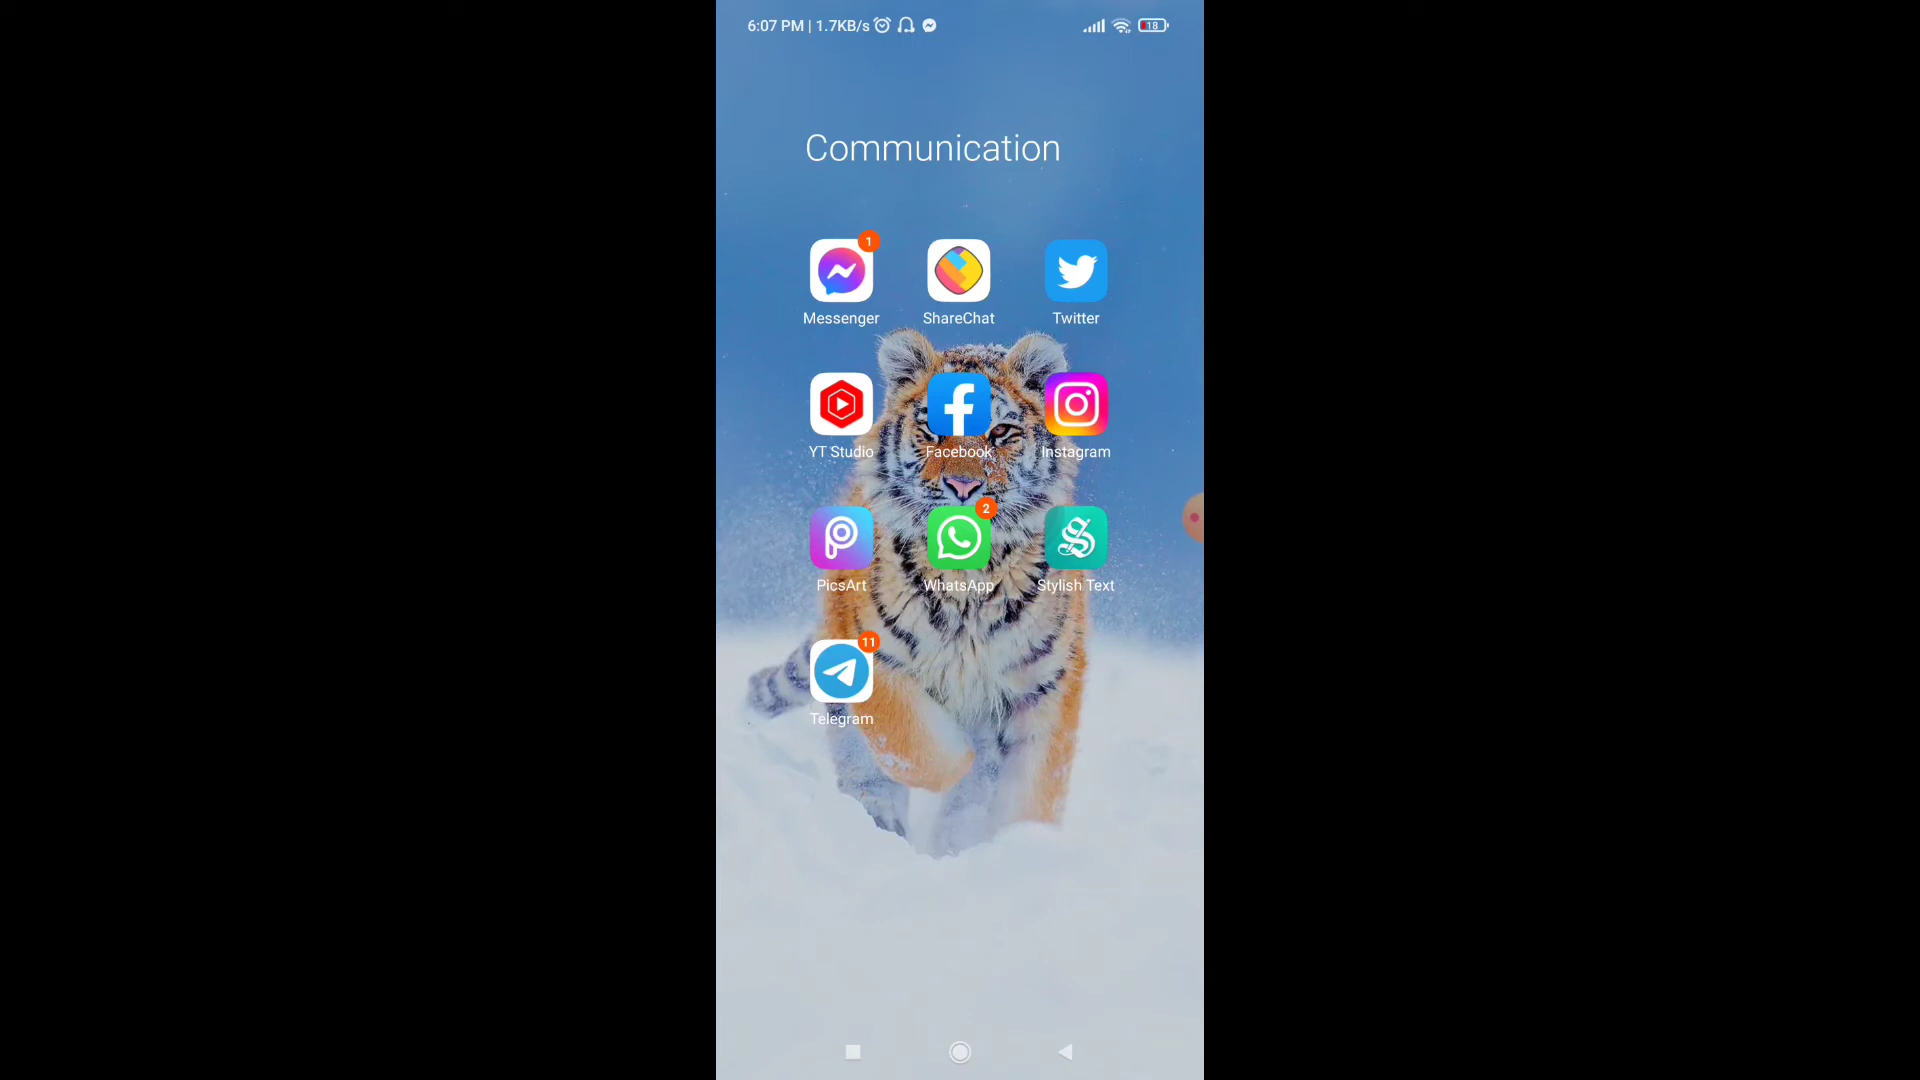 6:07 PM | 1.7KB/s
18
Communication
1
Messenger
ShareChat
Twitter
YT Studio
Facebook
Instagram
2
PicsArt
WhatsApp
Stylish Text
11
Telegram